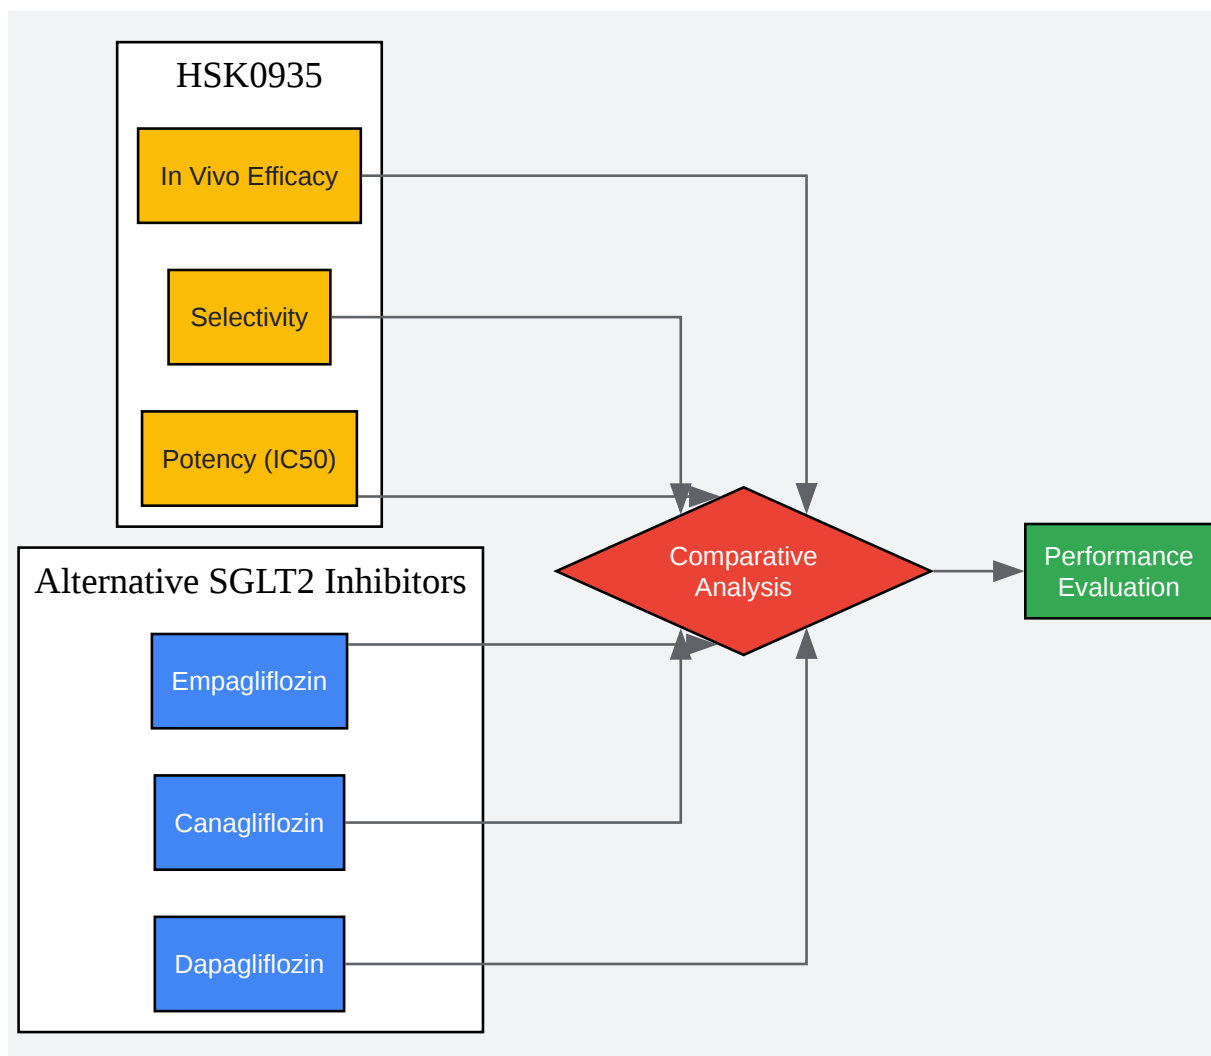 HSK0935
In Vivo Efficacy
Selectivity
Potency (IC50)
Alternative SGLT2 Inhibitors
Empagliflozin
Canagliflozin
Dapagliflozin
Comparative
Analysis
Performance
Evaluation